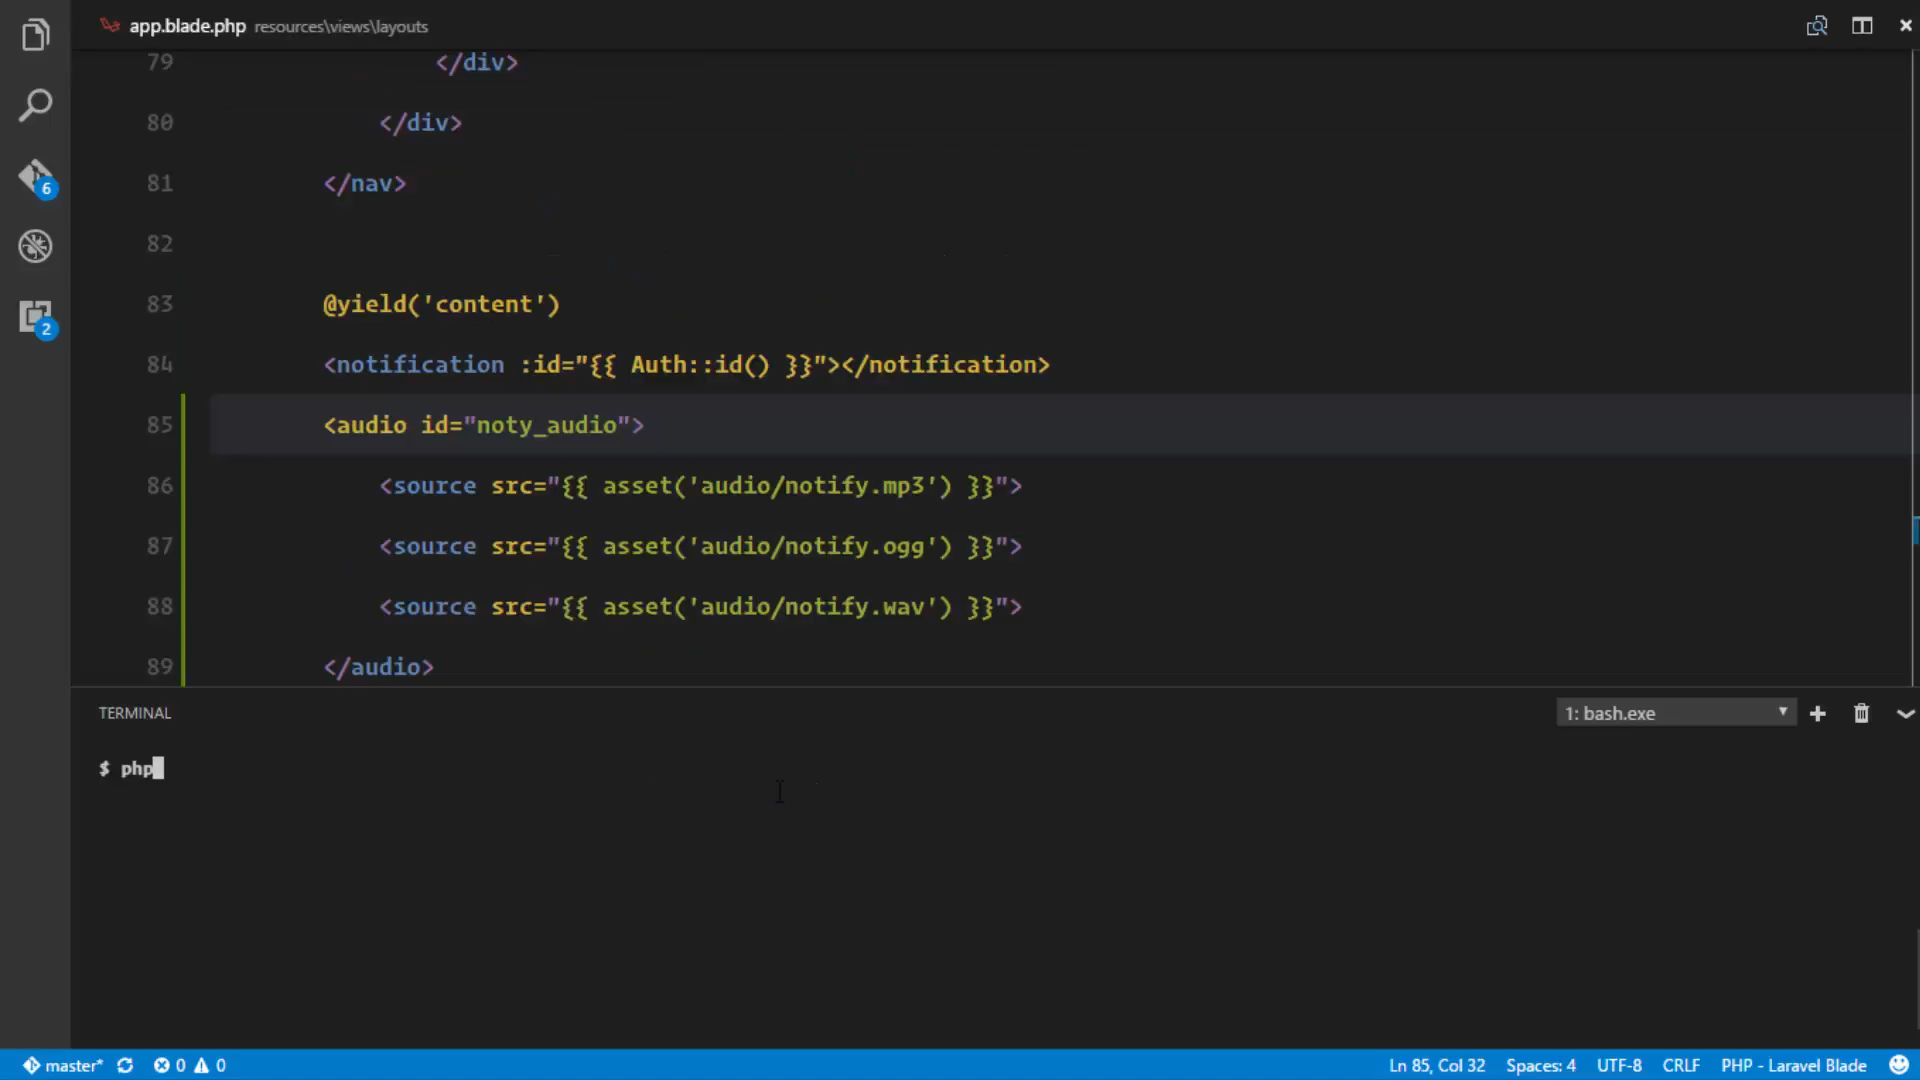 app.blade.php resources\views\layouts
79 </div>
80 </div>
81 </nav>
82
83 @yield('content')
84 <notification :id="{{ Auth::id() }}"></notification>
85 <audio id="noty_audio">
86 <source src="{{ asset('audio/notify.mp3') }}">
87 <source src="{{ asset('audio/notify.ogg') }}">
88 <source src="{{ asset('audio/notify.wav') }}">
89 </audio>
6
2
TERMINAL 1: bash.exe
$ php
master* 0 0 Ln 85, Col 32 Spaces: 4 UTF-8 CRLF PHP - Laravel Blade